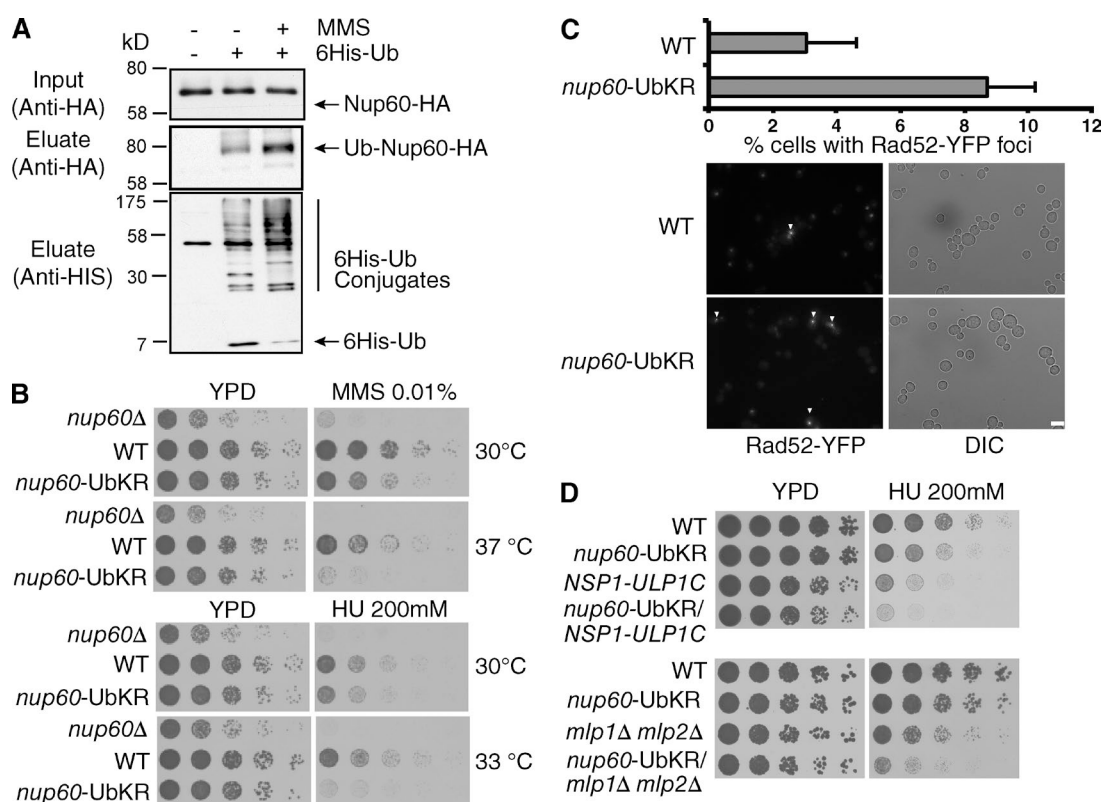 A
- - + MMS
- + + 6His-Ub
kD
80
58
Input
(Anti-HA)
Nup60-HA
80
58
Eluate
(Anti-HA)
Ub-Nup60-HA
175
58
30
7
Eluate
(Anti-HIS)
6His-Ub
Conjugates
6His-Ub
B
YPD MMS 0.01%
nup60Δ
WT
nup60-UbKR
30°C
nup60Δ
WT
nup60-UbKR
37 °C
YPD HU 200mM
nup60Δ
WT
nup60-UbKR
30°C
nup60Δ
WT
nup60-UbKR
33 °C
C
WT
nup60-UbKR
0 2 4 6 8 10 12
% cells with Rad52-YFP foci
WT
nup60-UbKR
Rad52-YFP DIC
D
YPD HU 200mM
WT
nup60-UbKR
NSP1-ULP1C
nup60-UbKR/
NSP1-ULP1C
WT
nup60-UbKR
mlp1Δ mlp2Δ
nup60-UbKR/
mlp1Δ mlp2Δ